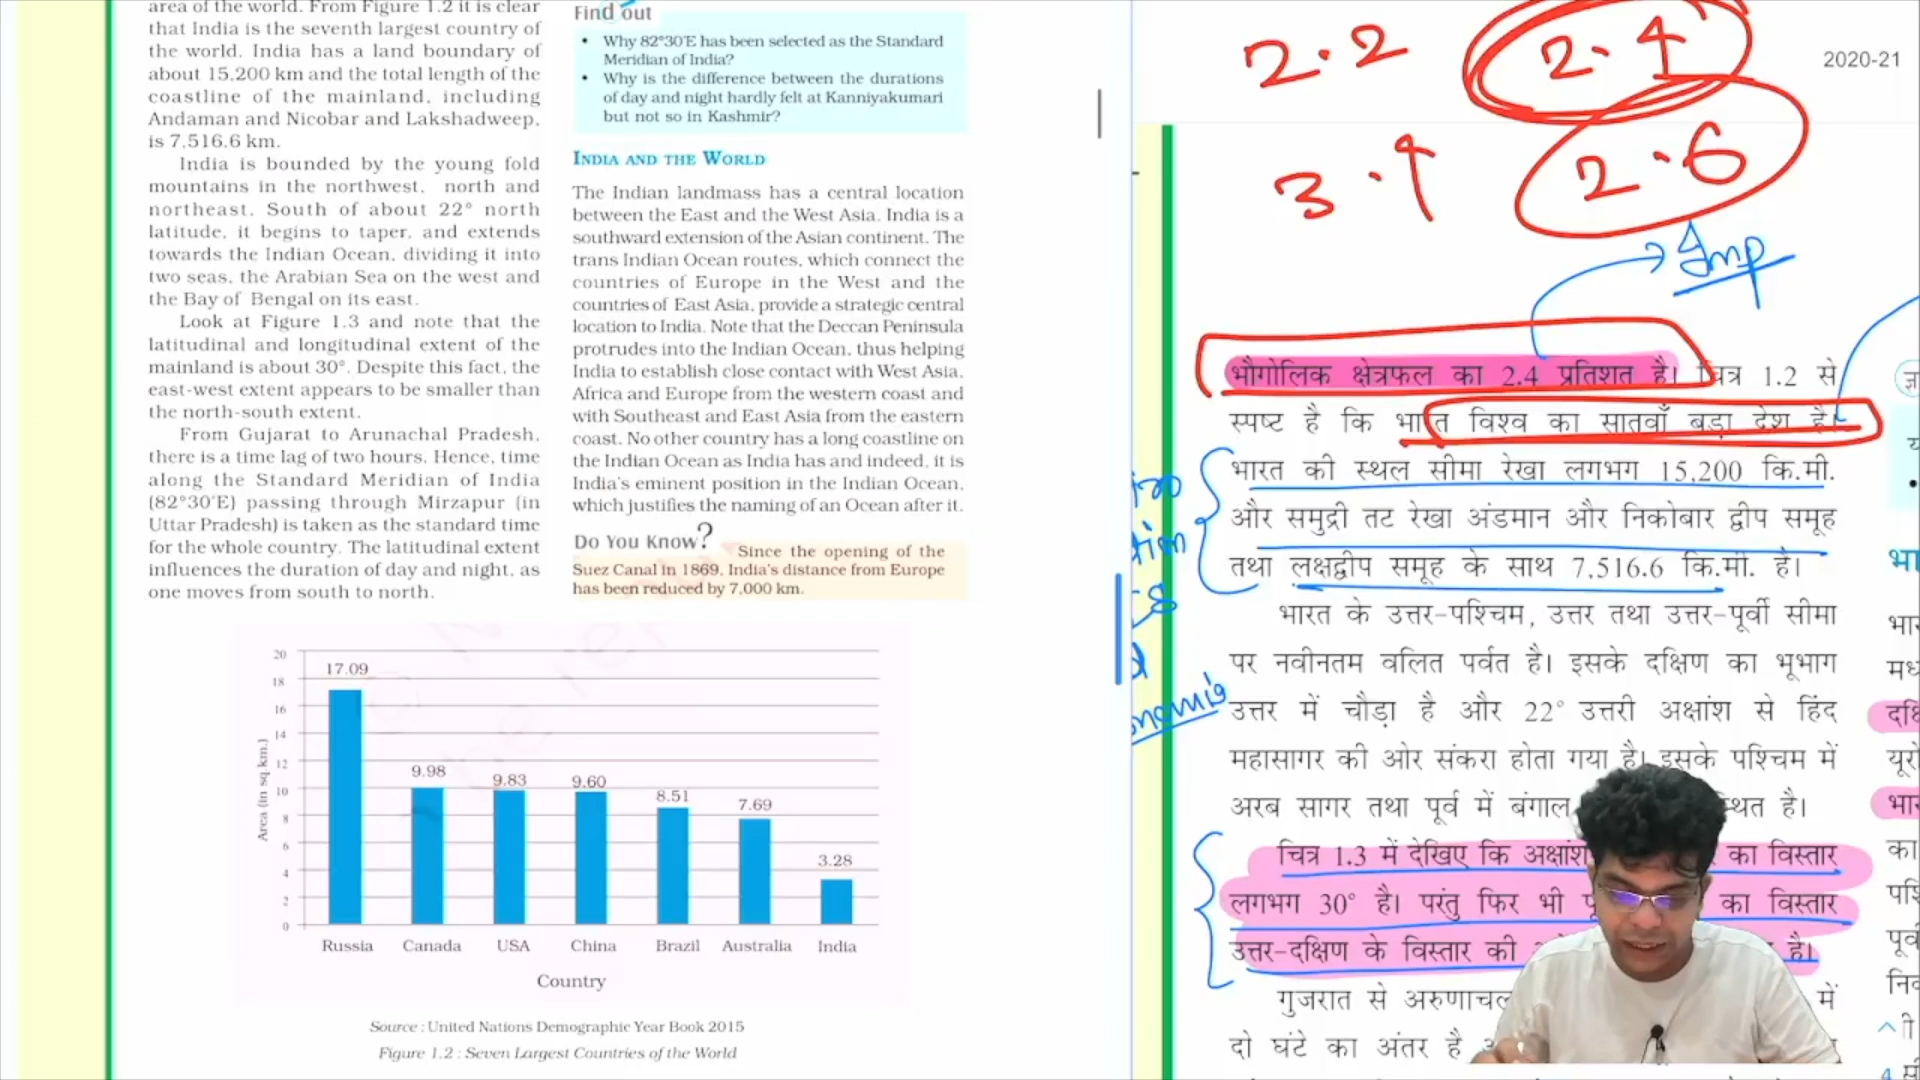 area of the world. From Figure 1.2 it is clear
that India is the seventh largest country of
the world. India has a land boundary of
about 15,200 km and the total length of the
coastline of the mainland, including
Andaman and Nicobar and Lakshadweep,
is 7,516.6 km.
India is bounded by the young fold
mountains in the northwest, north and
northeast. South of about 22° north
latitude, it begins to taper, and extends
towards the Indian Ocean, dividing it into
two seas, the Arabian Sea on the west and
the Bay of Bengal on its east.
Look at Figure 1.3 and note that the
latitudinal and longitudinal extent of the
mainland is about 30°. Despite this fact, the
east-west extent appears to be smaller than
the north-south extent.
From Gujarat to Arunachal Pradesh,
there is a time lag of two hours. Hence, time
along the Standard Meridian of India
(82°30'E) passing through Mirzapur (in
Uttar Pradesh) is taken as the standard time
for the whole country. The latitudinal extent
influences the duration of day and night, as
one moves from south to north.
Find out
• Why 82°30'E has been selected as the Standard
Meridian of India?
• Why is the difference between the durations
of day and night hardly felt at Kanniyakumari
but not so in Kashmir?
INDIA AND THE WORLD
The Indian landmass has a central location
between the East and the West Asia. India is a
southward extension of the Asian continent. The
trans Indian Ocean routes, which connect the
countries of Europe in the West and the
countries of East Asia, provide a strategic central
location to India. Note that the Deccan Peninsula
protrudes into the Indian Ocean, thus helping
India to establish close contact with West Asia,
Africa and Europe from the western coast and
with Southeast and East Asia from the eastern
coast. No other country has a long coastline on
the Indian Ocean as India has and indeed, it is
India's eminent position in the Indian Ocean,
which justifies the naming of an Ocean after it.
Do You Know?
Since the opening of the
Suez Canal in 1869, India's distance from Europe
has been reduced by 7,000 km.
Area (in sq km.)
20
18
16
14
12
10
8
6
4
2
0
17.09
9.98
9.83
9.60
8.51
7.69
3.28
Russia Canada USA China Brazil Australia India
Country
Source : United Nations Demographic Year Book 2015
Figure 1.2 : Seven Largest Countries of the World
2.2 2.4
3.4 2.6
Imp
2020-21
भौगोलिक क्षेत्रफल का 2.4 प्रतिशत है। चित्र 1.2 से
स्पष्ट है कि भारत विश्व का सातवाँ बड़ा देश है।
भारत की स्थल सीमा रेखा लगभग 15,200 कि.मी.
और समुद्री तट रेखा अंडमान और निकोबार द्वीप समूह
तथा लक्षद्वीप समूह के साथ 7,516.6 कि.मी. है।
भारत के उत्तर-पश्चिम, उत्तर तथा उत्तर-पूर्वी सीमा
पर नवीनतम वलित पर्वत है। इसके दक्षिण का भूभाग
उत्तर में चौड़ा है और 22° उत्तरी अक्षांश से हिंद
महासागर की ओर संकरा होता गया है। इसके पश्चिम में
अरब सागर तथा पूर्व में बंगाल
चित्र 1.3 में देखिए कि अक्षांश का विस्तार
लगभग 30° है। परंतु फिर भी का विस्तार
उत्तर-दक्षिण के विस्तार की है।
गुजरात से अरुणाचल में
दो घंटे का अंतर है